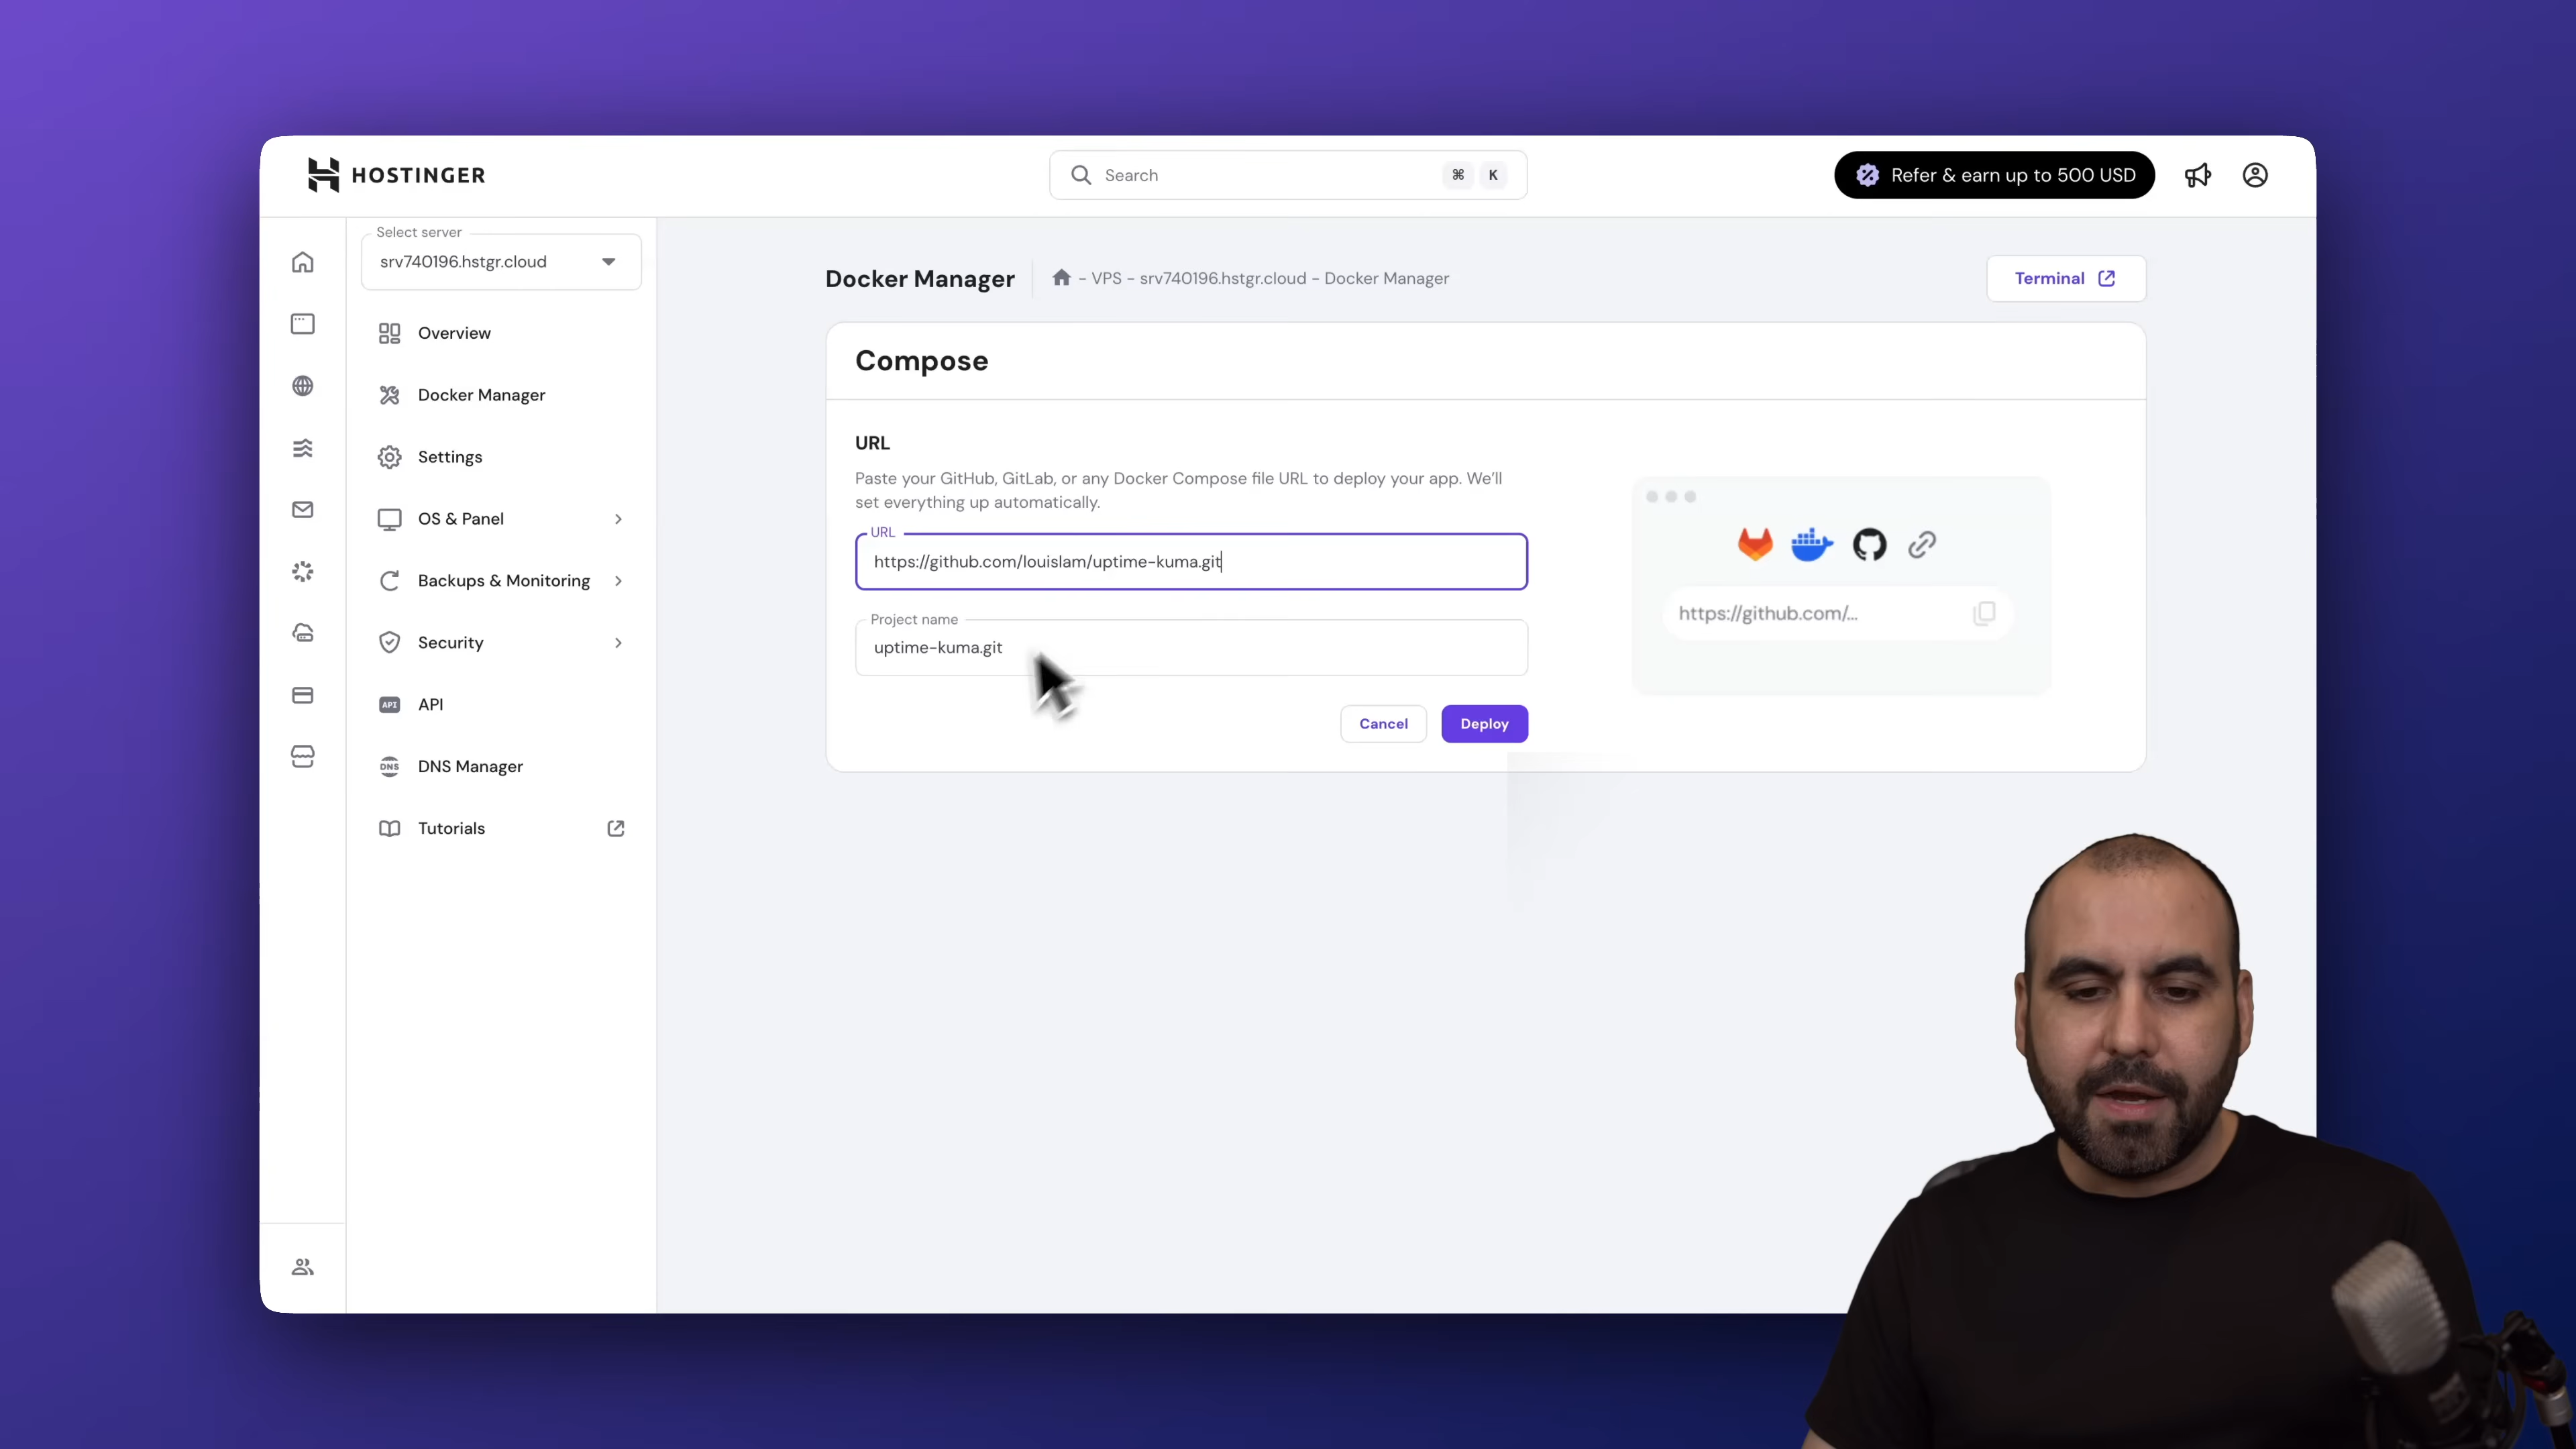 HOSTINGER
Search
⌘ K
Refer & earn up to 500 USD
Select server
srv740196.hstgr.cloud
Overview
Docker Manager
Settings
OS & Panel
Backups & Monitoring
Security
API
API
DNS
DNS Manager
Tutorials
Docker Manager
- VPS - srv740196.hstgr.cloud - Docker Manager
Terminal
Compose
URL
Paste your GitHub, GitLab, or any Docker Compose file URL to deploy your app. We'll
set everything up automatically.
URL
https://github.com/louislam/uptime-kuma.git
Project name
uptime-kuma.git
Cancel
Deploy
https://github.com/...